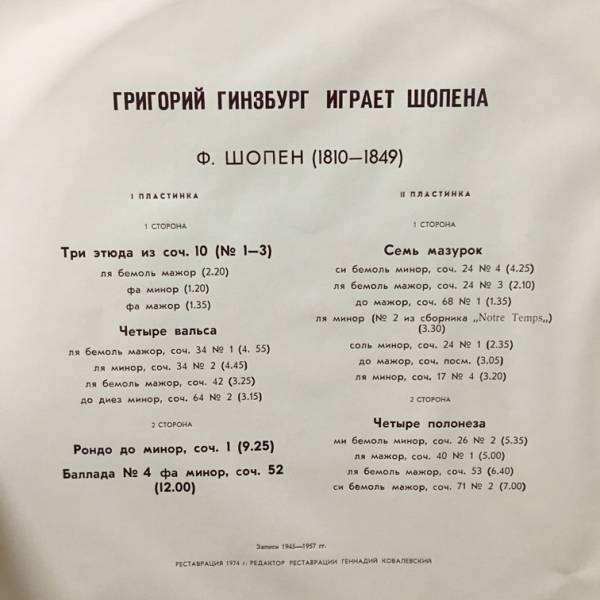 ГРИГОРИЙ ГИНЗБУРГ ИГРАЕТ ШОПЕНА
Ф. ШОПЕН (1810—1849)
I ПЛАСТИНКА
1 СТОРОНА
Три этюда из соч. 10 (№ 1—3)
ля бемоль мажор (2.20)
фа минор (1.20)
фа мажор (1.35)
Четыре вальса
ля бемоль мажор, соч. 34 № 1 (4. 55)
ля минор, соч. 34 № 2 (4.45)
ля бемоль мажор, соч. 42 (3.25)
до диез минор, соч. 64 № 2 (3.15)
2 СТОРОНА
Рондо до минор, соч. 1 (9.25)
Баллада № 4 фа минор, соч. 52
(12.00)
II ПЛАСТИНКА
1 СТОРОНА
Семь мазурок
си бемоль минор, соч. 24 № 4 (4.25)
ля бемоль мажор, соч. 24 № 3 (2.10)
до мажор, соч. 68 № 1 (1.35)
ля минор (№ 2 из сборника „Notre Temps„)
(3.30)
соль минор, соч. 24 № 1 (2.35)
до мажор, соч. посм. (3.05)
ля минор, соч. 17 № 4 (3.20)
2 СТОРОНА
Четыре полонеза
ми бемоль минор, соч. 26 № 2 (5.35)
ля мажор, соч. 40 № 1 (5.00)
ля бемоль мажор, соч. 53 (6.40)
си бемоль мажор, соч. 71 № 2 (7.00)
Записи 1945—1957 гг.
РЕСТАВРАЦИЯ 1974 г. РЕДАКТОР РЕСТАВРАЦИИ ГЕННАДИЙ КОВАЛЕВСКИЙ